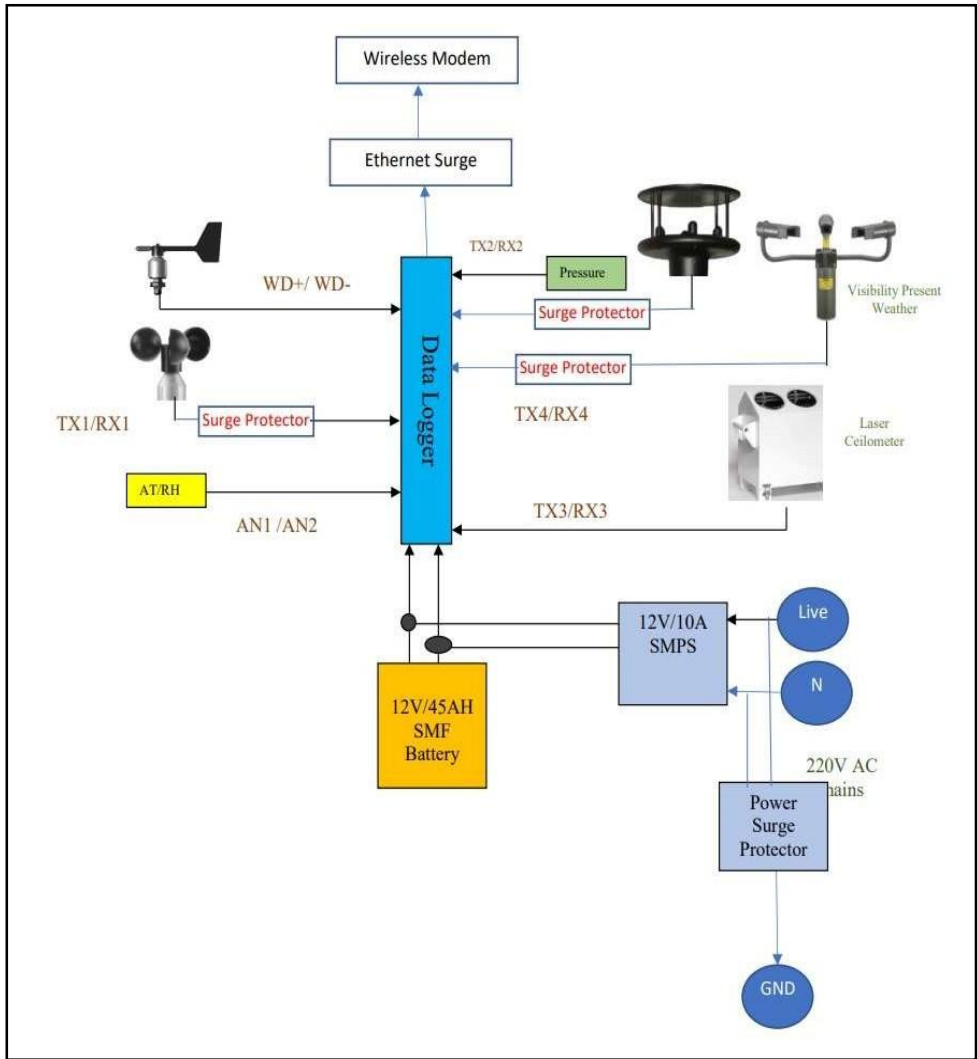 Wireless Modem
Ethernet Surge
TX2/RX2
Pressure
WD+/ WD-
Surge Protector
Visibility Present
Weather
Data Logger
Surge Protector
TX1/RX1
Surge Protector
TX4/RX4
Laser
Ceilometer
AT/RH
AN1 /AN2
TX3/RX3
12V/10A
SMPS
Live
N
12V/45AH
SMF
Battery
220V AC
Power
Surge
Protector
GND